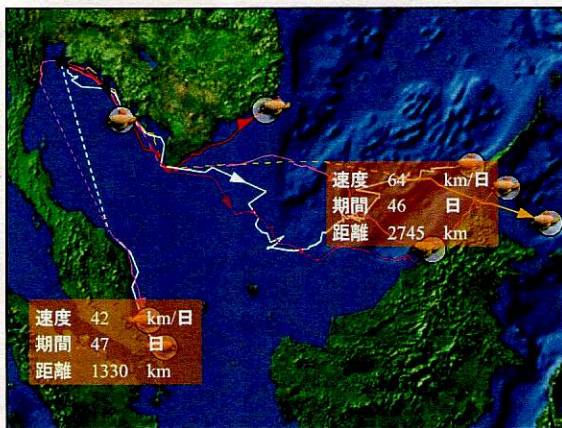 速度 64 km/日
期間 46 日
距離 2745 km
速度 42 km/日
期間 47 日
距離 1330 km